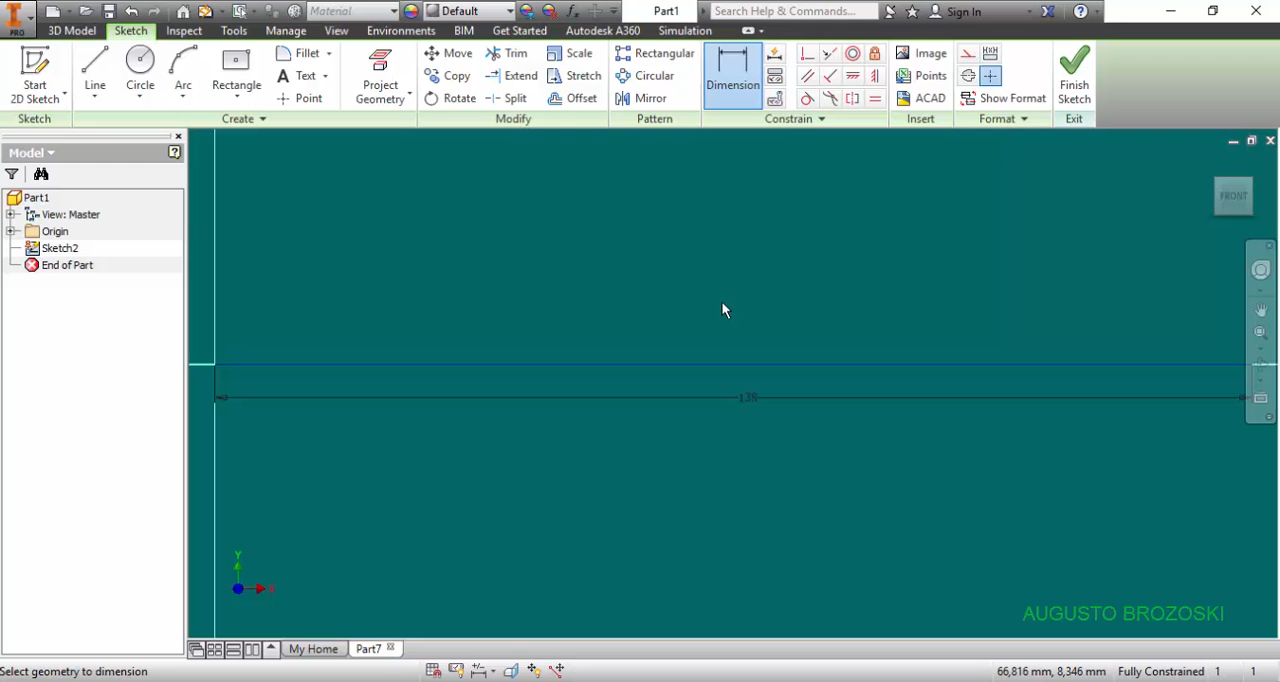 Material
Default
Part1
Search Help & Commands...
Sign In
PRO
3D Model
Sketch
Inspect
Tools
Manage
View
Environments
BIM
Get Started
Autodesk A360
Simulation
Start
2D Sketch
Line
Circle
Arc
Rectangle
Fillet
Text
Point
Project
Geometry
Move
Copy
Rotate
Trim
Extend
Split
Scale
Stretch
Offset
Rectangular
Circular
Mirror
Dimension
Image
Points
ACAD
Show Format
Finish
Sketch
Sketch
Create
Modify
Pattern
Constrain
Insert
Format
Exit
Model
Part1
View: Master
Origin
Sketch2
End of Part
FRONT
138
Y
X
AUGUSTO BROZOSKI
My Home
Part7
Select geometry to dimension
66,816 mm, 8,346 mm
Fully Constrained
1
1